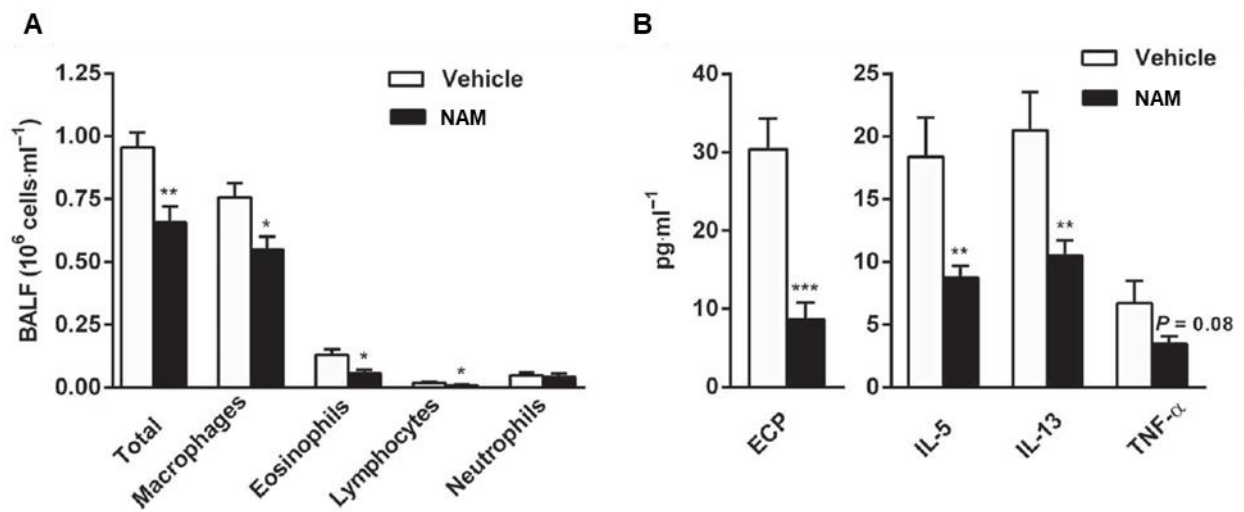 A
BALF (10⁶ cells·ml⁻¹)
1.25
1.00
0.75
0.50
0.25
0.00
Vehicle
NAM
**
*
*
*
Total
Macrophages
Eosinophils
Lymphocytes
Neutrophils
B
pg·ml⁻¹
40
30
20
10
0
***
ECP
25
20
15
10
5
0
Vehicle
NAM
**
**
P = 0.08
IL-5
IL-13
TNF-α